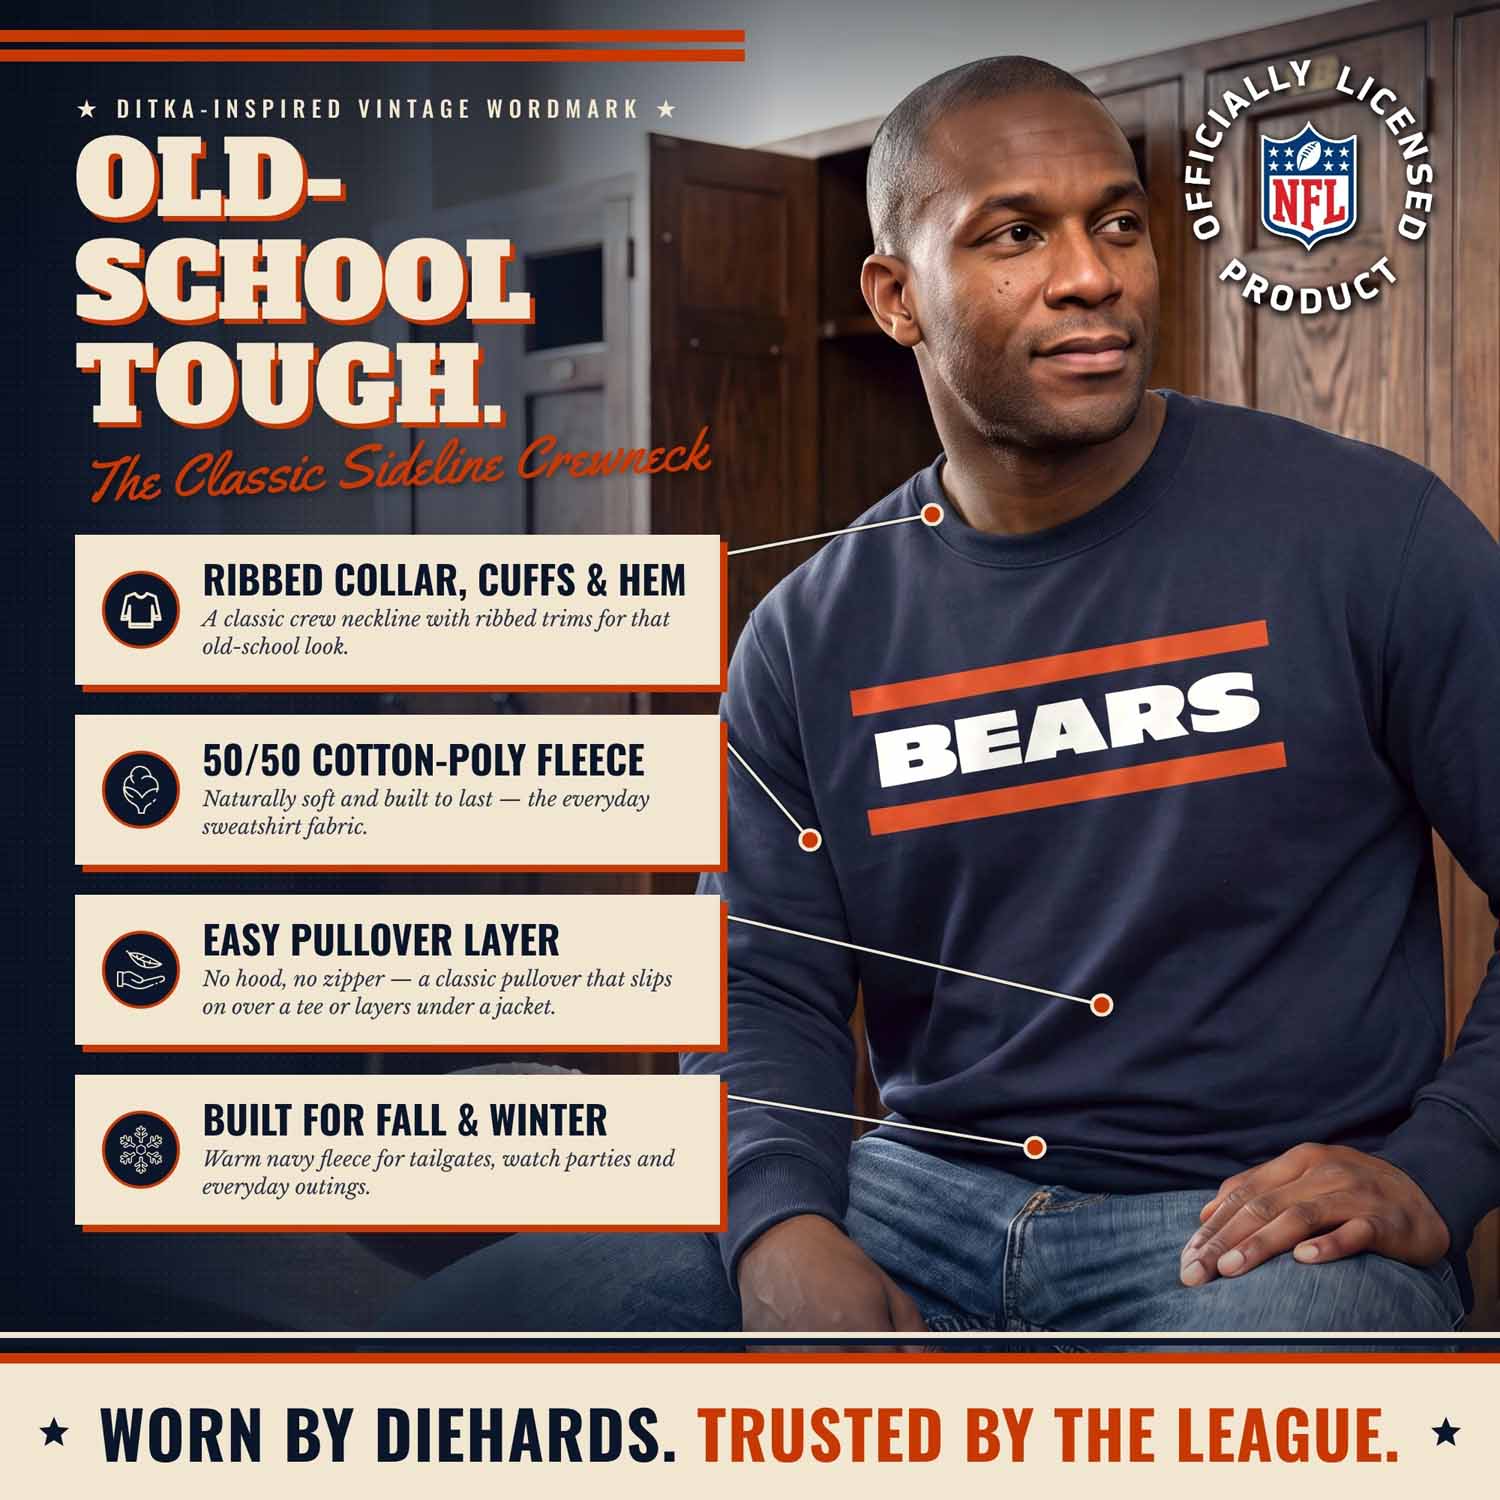 ★ DITKA-INSPIRED VINTAGE WORDMARK ★
OLD-
SCHOOL
TOUGH.
The Classic Sideline Crewneck
OFFICIALLY LICENSED
NFL
PRODUCT
RIBBED COLLAR, CUFFS & HEM
A classic crew neckline with ribbed trims for that
old-school look.
50/50 COTTON-POLY FLEECE
Naturally soft and built to last — the everyday
sweatshirt fabric.
EASY PULLOVER LAYER
No hood, no zipper — a classic pullover that slips
on over a tee or layers under a jacket.
BUILT FOR FALL & WINTER
Warm navy fleece for tailgates, watch parties and
everyday outings.
BEARS
★ WORN BY DIEHARDS. TRUSTED BY THE LEAGUE. ★